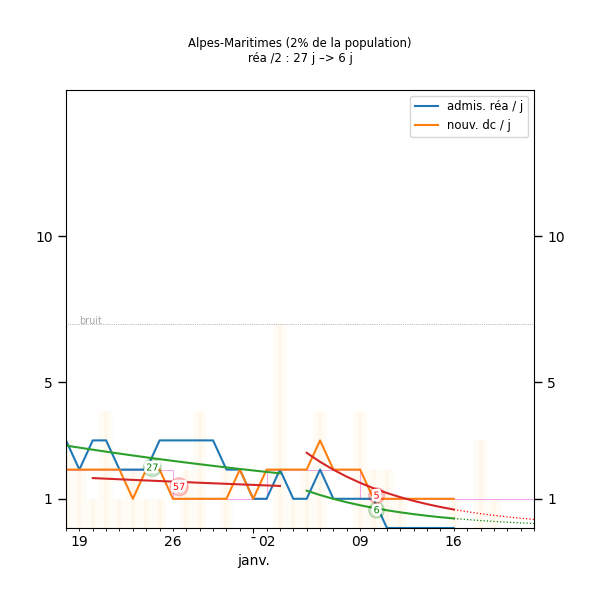 Alpes-Maritimes (2% de la population)
réa /2 : 27 j –> 6 j
admis. réa / j
nouv. dc / j
10
10
bruit
5
5
27
57
5
6
1
1
19
26
02
09
16
janv.